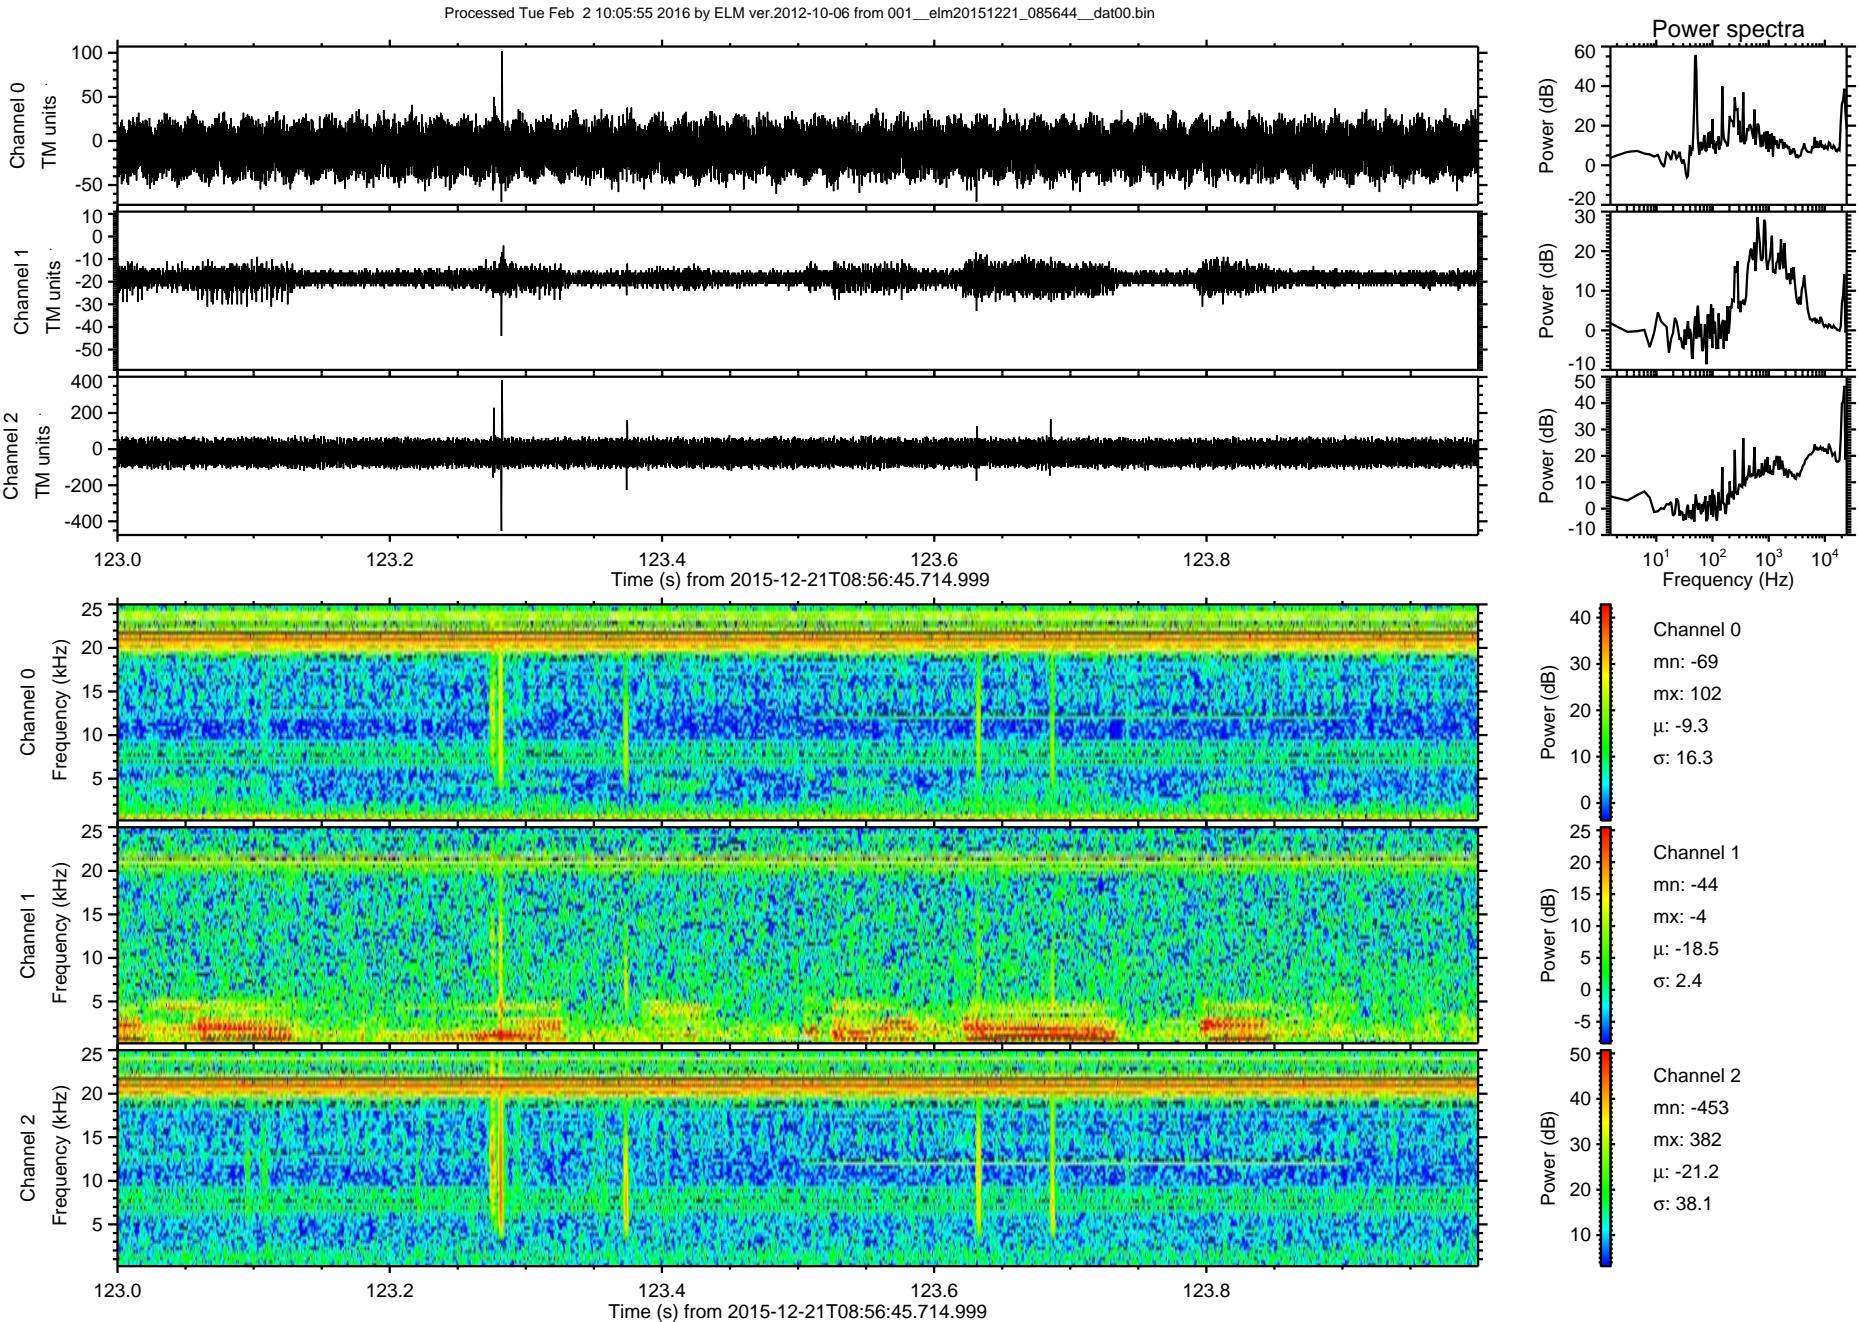 Processed Tue Feb  2 10:05:55 2016 by ELM ver.2012-10-06 from 001__elm20151221_085644__dat00.bin
Power spectra
Channel 0
TM units
100
50
0
-50
Power (dB)
60
40
20
0
-20
Channel 1
TM units
10
0
-10
-20
-30
-40
-50
Power (dB)
30
20
10
0
-10
Channel 2
TM units
400
200
0
-200
-400
Power (dB)
50
40
30
20
10
0
-10
123.0 123.2 123.4 123.6 123.8
Time (s) from 2015-12-21T08:56:45.714.999
10^1 10^2 10^3 10^4
Frequency (Hz)
Channel 0
Frequency (kHz)
25
20
15
10
5
Power (dB)
40
30
20
10
0
Channel 0
mn: -69
mx: 102
µ: -9.3
σ: 16.3
Channel 1
Frequency (kHz)
25
20
15
10
5
Power (dB)
25
20
15
10
5
0
-5
Channel 1
mn: -44
mx: -4
µ: -18.5
σ: 2.4
Channel 2
Frequency (kHz)
25
20
15
10
5
Power (dB)
50
40
30
20
10
Channel 2
mn: -453
mx: 382
µ: -21.2
σ: 38.1
123.0 123.2 123.4 123.6 123.8
Time (s) from 2015-12-21T08:56:45.714.999